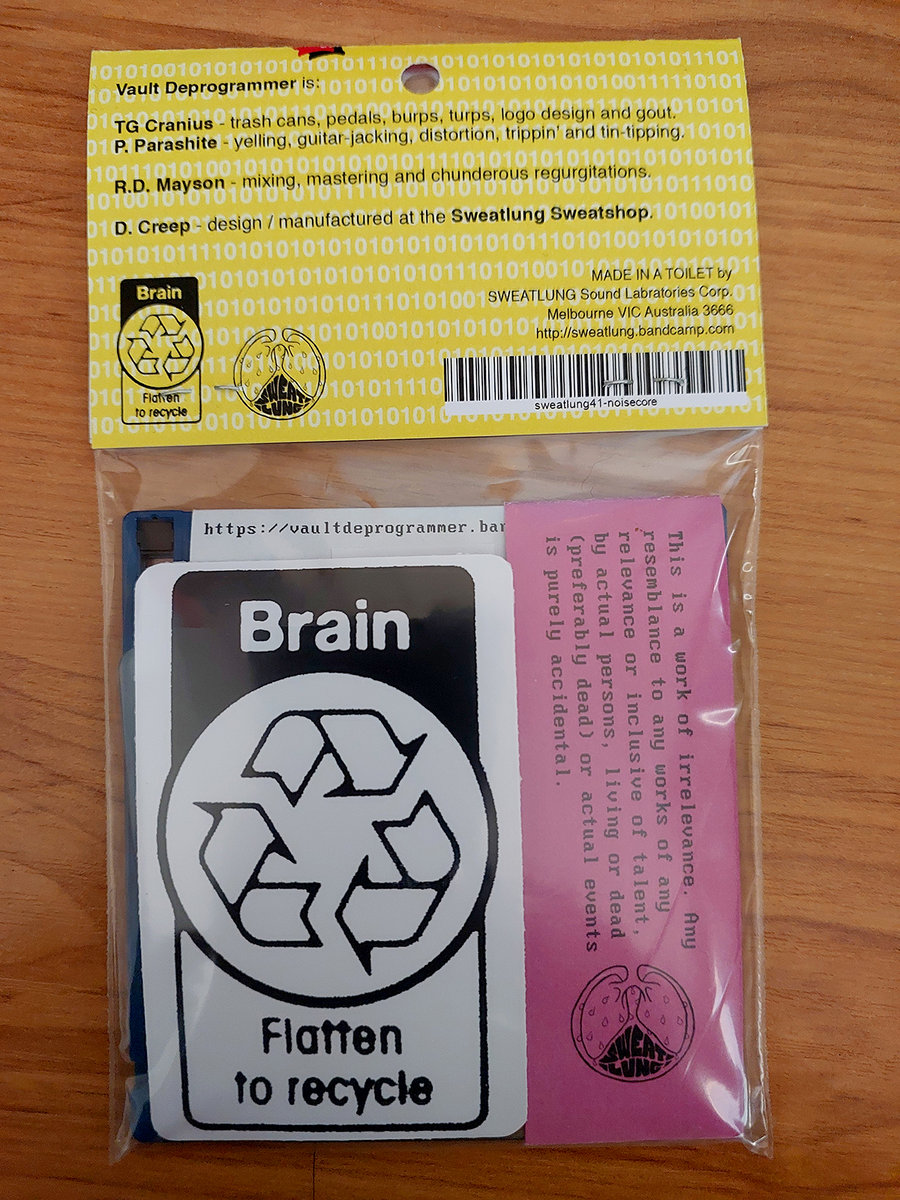 Vault Deprogrammer is:
TG Cranius - trash cans, pedals, burps, turps, logo design and gout.
P. Parashite - yelling, guitar-jacking, distortion, trippin' and tin-tipping.
R.D. Mayson - mixing, mastering and chunderous regurgitations.
D. Creep - design / manufactured at the Sweatlung Sweatshop.
MADE IN A TOILET by
SWEATLUNG Sound Labratories Corp.
Melbourne VIC Australia 3666
http://sweatlung.bandcamp.com
Brain
Flatten
to recycle
SWEAT
LUNG
sweatlung41-noisecore
https://vaultdeprogrammer.ban
Brain
Flatten
to recycle
This is a work of irrelevance. Any
resemblance to any works of any
relevance or inclusive of talent,
by actual persons, living or dead
(preferably dead) or actual events
is purely accidental.
SWEAT
LUNG